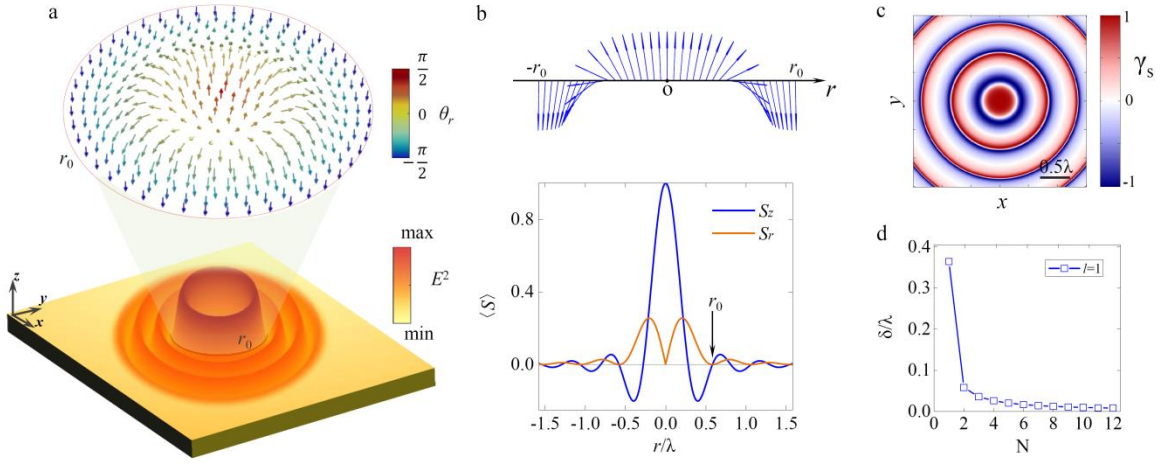 a
π
2
0
θr
−π
2
r0
max
E²
min
z
y
x
r0
b
-r0
o
r0
r
Sz
Sr
r0
⟨S⟩
0.8
0.4
0.0
-1.5 -1.0 -0.5 0.0 0.5 1.0 1.5
r/λ
c
y
x
0.5λ
1
0
-1
γs
d
l=1
δ/λ
0.4
0.3
0.2
0.1
0.0
0 2 4 6 8 10 12
N